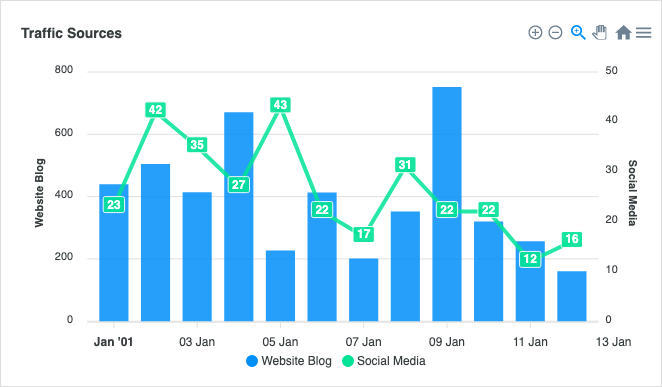 Traffic Sources
800
600
400
200
0
Website Blog
50
40
30
20
10
0
Social Media
23
42
35
27
43
22
17
31
22
22
12
16
Jan '01
03 Jan
05 Jan
07 Jan
09 Jan
11 Jan
13 Jan
Website Blog
Social Media